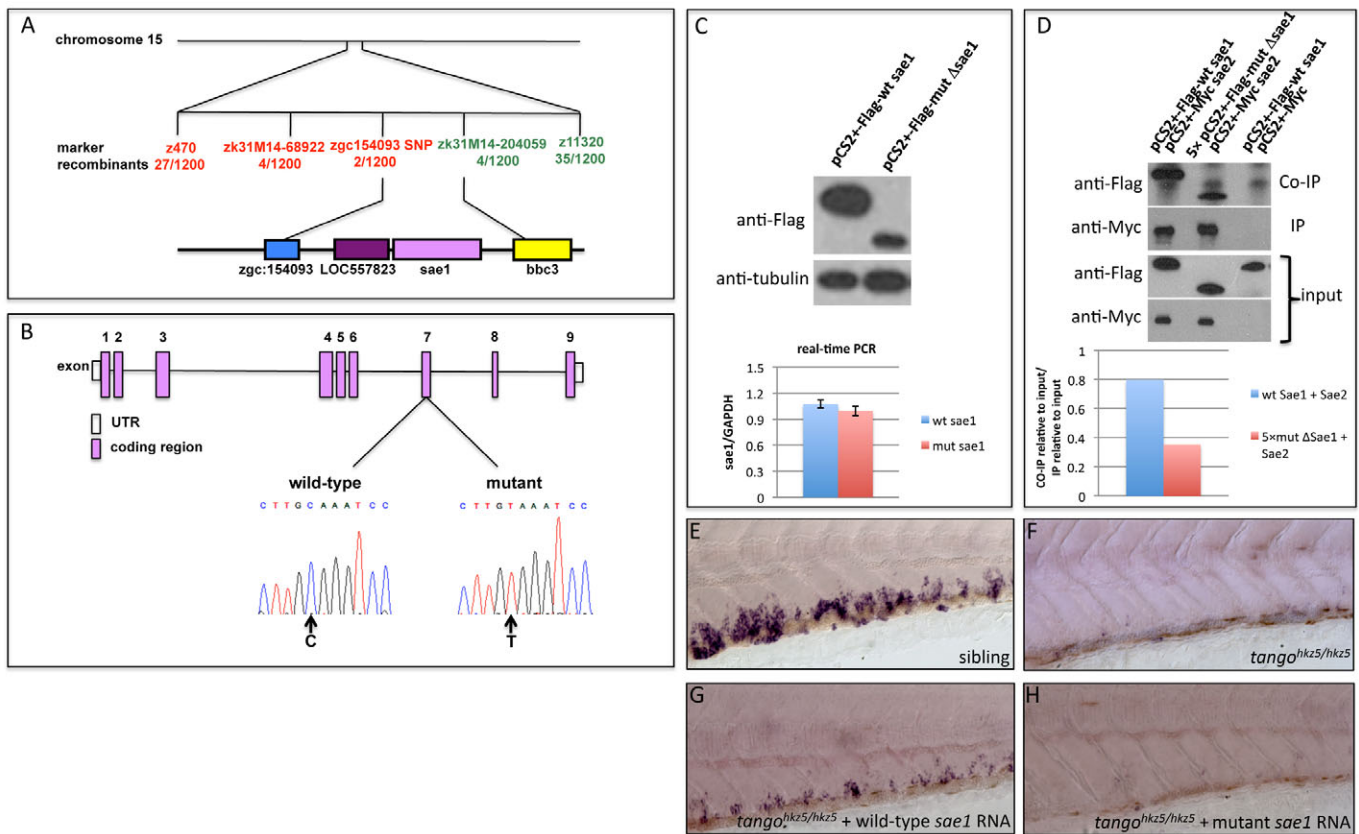 A
chromosome 15
marker
recombinants
z470
27/1200
zk31M14-68922
4/1200
zgc154093 SNP
2/1200
zk31M14-204059
4/1200
z11320
35/1200
zgc:154093
LOC557823
sae1
bbc3
B
1 2 3 4 5 6 7 8 9
exon
UTR
coding region
wild-type
mutant
C T T G C A A A T C C
C T T G T A A A T C C
C
T
C
pCS2+-Flag-wt sae1
pCS2+-Flag-mut Δsae1
anti-Flag
anti-tubulin
real-time PCR
sae1/GAPDH
1.5
1.2
0.9
0.6
0.3
0
wt sae1
mut sae1
D
pCS2+-Flag-wt sae1
pCS2+-Myc sae2
5× pCS2+-Flag-mut Δsae1
pCS2+-Myc sae2
pCS2+-Flag-wt sae1
pCS2+-Myc
anti-Flag
Co-IP
anti-Myc
IP
anti-Flag
anti-Myc
input
CO-IP relative to input/
IP relative to input
1
0.8
0.6
0.4
0.2
0
wt Sae1 + Sae2
5×mut ΔSae1 +
Sae2
E
sibling
F
tango hkz5/hkz5
G
tango hkz5/hkz5 + wild-type sae1 RNA
H
tango hkz5/hkz5 + mutant sae1 RNA